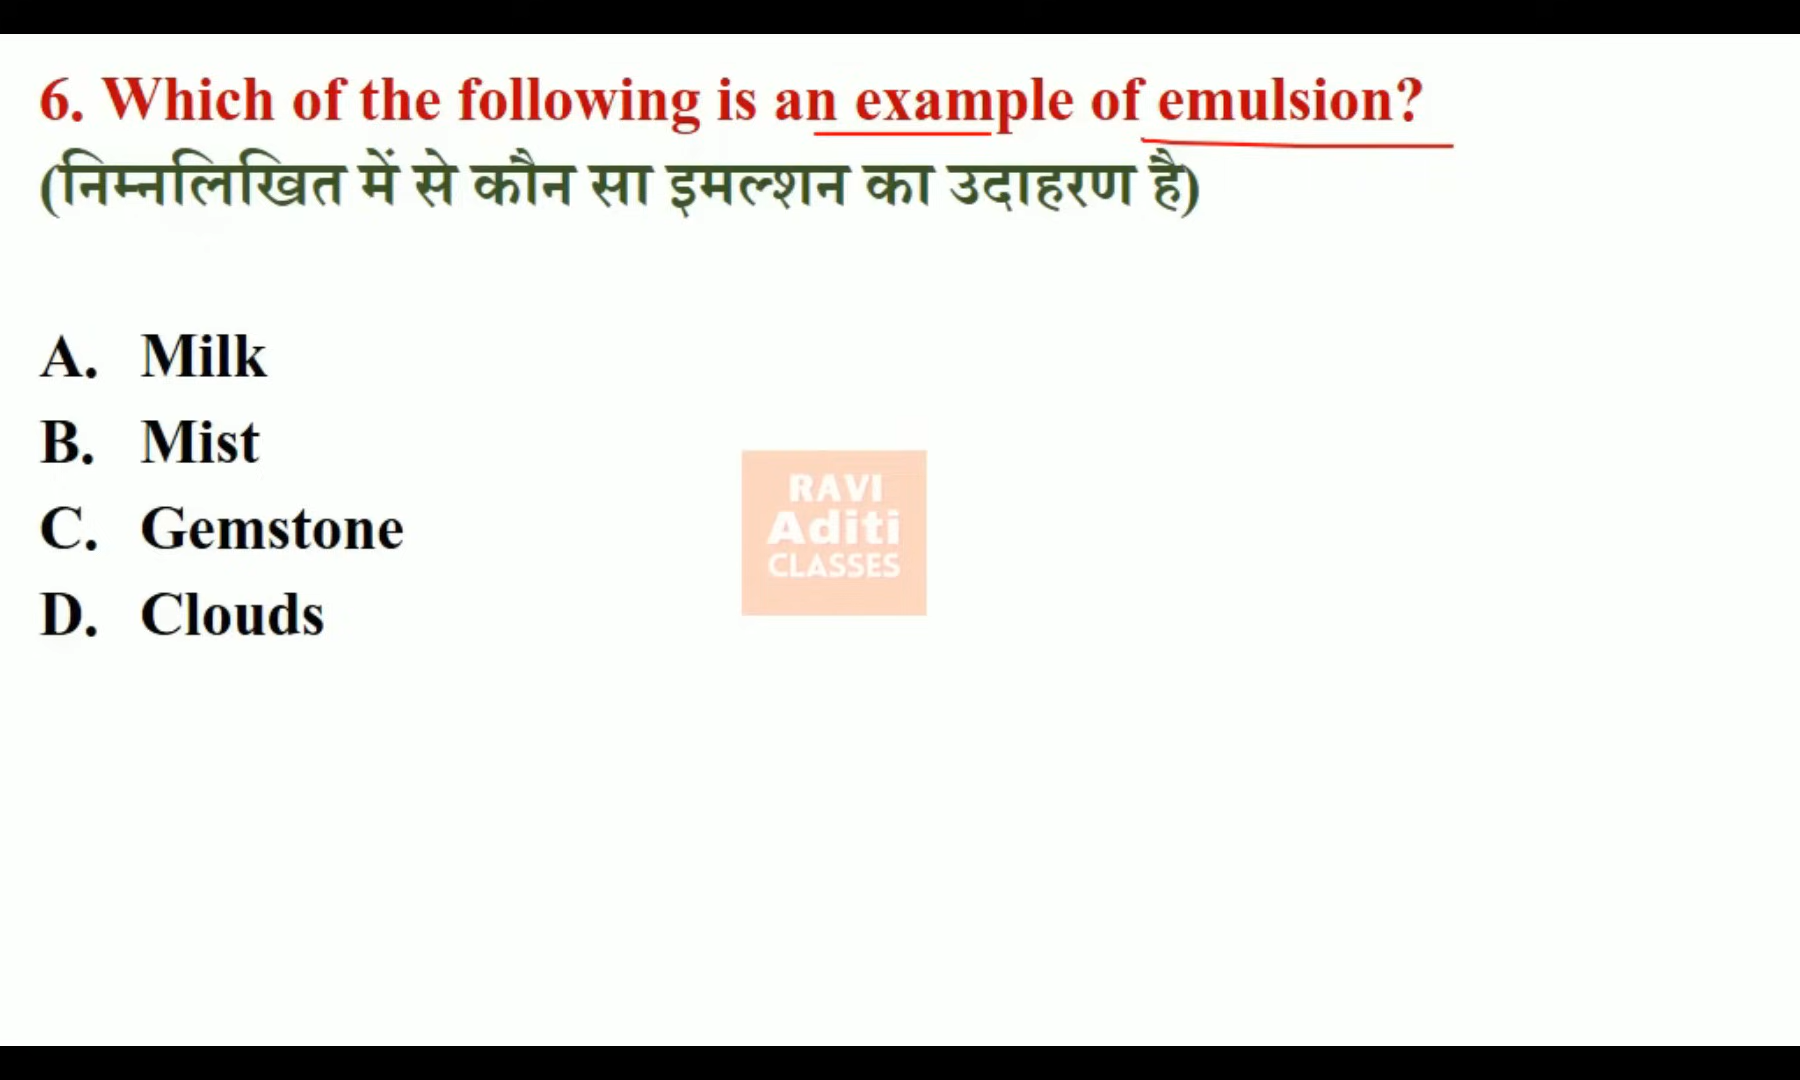 6. Which of the following is an example of emulsion?
(निम्नलिखित में से कौन सा इमल्शन का उदाहरण है)
A. Milk
B. Mist
C. Gemstone
D. Clouds
RAVI
Aditi
CLASSES